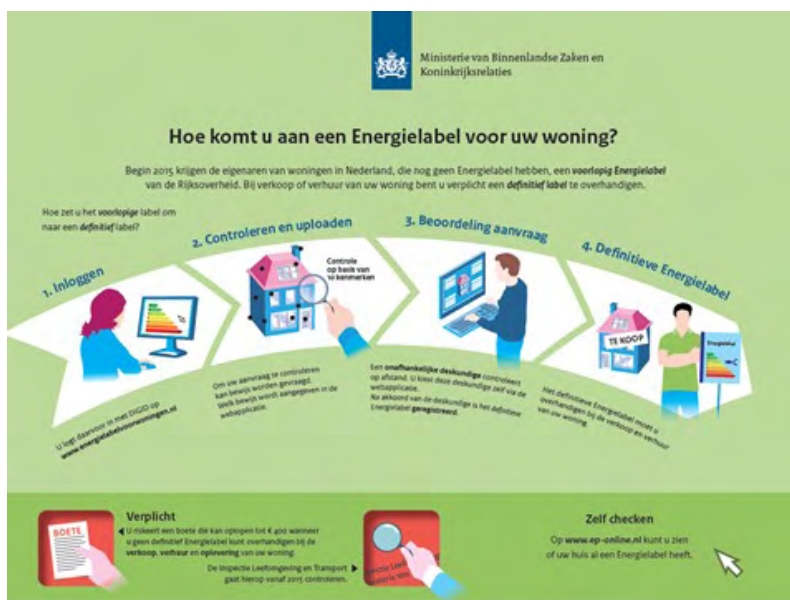 Ministerie van Binnenlandse Zaken en
Koninkrijksrelaties
Hoe komt u aan een Energielabel voor uw woning?
Begin 2015 krijgen de eigenaren van woningen in Nederland, die nog geen Energielabel hebben, een voorlopig Energielabel
van de Rijksoverheid. Bij verkoop of verhuur van uw woning bent u verplicht een definitief label te overhandigen.
Hoe zet u het voorlopige label om
naar een definitief label?
1. Inloggen
U logt daarvoor in met DIGID op
www.energielabelvoorwoningen.nl
2. Controleren en uploaden
Controle
op basis van
10 kenmerken
Om uw aanvraag te controleren
kan bewijs worden gevraagd.
Welk bewijs wordt aangegeven in de
webapplicatie.
3. Beoordeling aanvraag
Een onafhankelijke deskundige controleert
op afstand. U kiest deze deskundige zelf via de
webapplicatie.
Na akkoord van de deskundige is het definitieve
Energielabel geregistreerd.
4. Definitieve Energielabel
TE KOOP
Energielabel
Het definitieve Energielabel moet u
overhandigen bij de verkoop en verhuur
van uw woning.
BOETE
Verplicht
U riskeert een boete die kan oplopen tot € 400 wanneer
u geen definitief Energielabel kunt overhandigen bij de
verkoop, verhuur en oplevering van uw woning.
De Inspectie Leefomgeving en Transport
gaat hierop vanaf 2015 controleren.
Zelf checken
Op www.ep-online.nl kunt u zien
of uw huis al een Energielabel heeft.